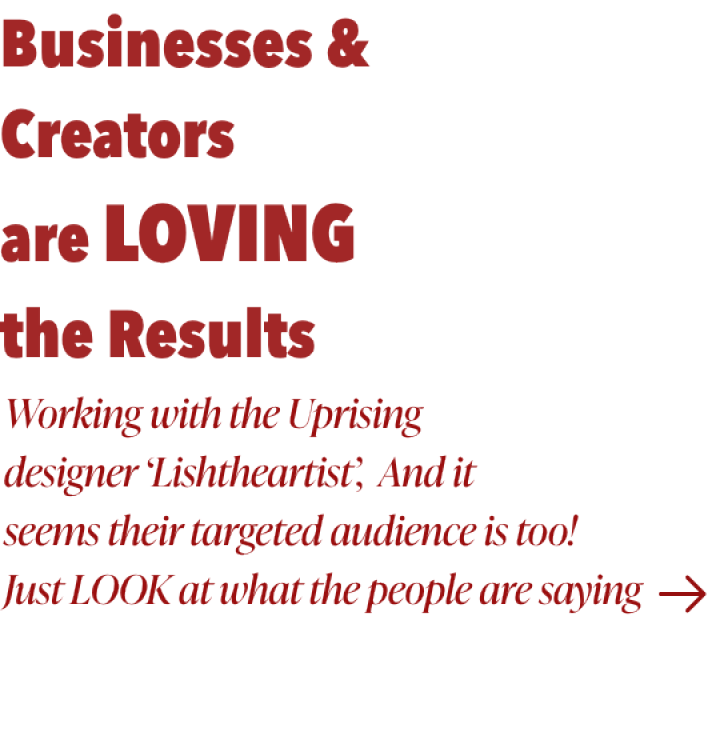 Businesses &
Creators
are LOVING
the Results
Working with the Uprising
designer ‘Lishtheartist’, And it
seems their targeted audience is too!
Just LOOK at what the people are saying →